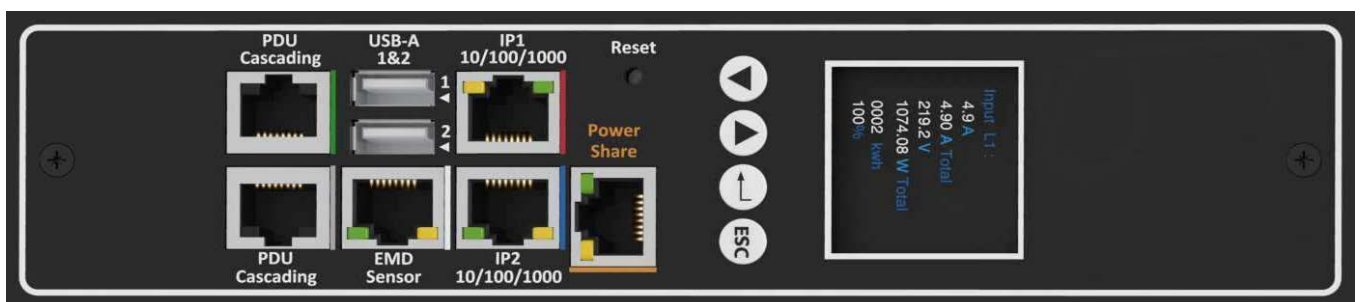 PDU
Cascading
USB-A
1&2
IP1
10/100/1000
Reset
1
2
Power
Share
PDU
Cascading
EMD
Sensor
IP2
10/100/1000
ESC
Input L1:
4.9 A
4.90 A Total
219.2 V
1074.08 W Total
0002 kwh
100%